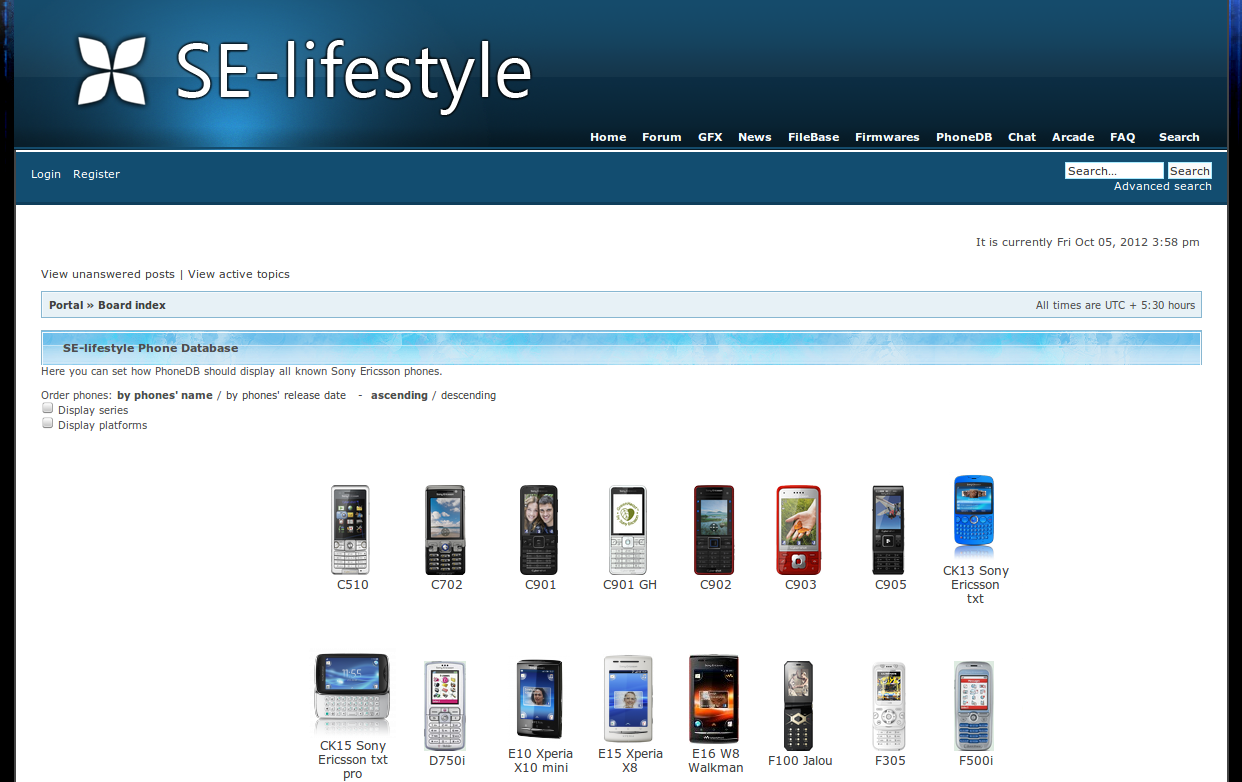 SE-lifestyle
Home Forum GFX News FileBase Firmwares PhoneDB Chat Arcade FAQ Search
Login Register
Search... Search
Advanced search
It is currently Fri Oct 05, 2012 3:58 pm
View unanswered posts | View active topics
Portal » Board index All times are UTC + 5:30 hours
SE-lifestyle Phone Database
Here you can set how PhoneDB should display all known Sony Ericsson phones.
Order phones: by phones' name / by phones' release date - ascending / descending
Display series
Display platforms
C510 C702 C901 C901 GH C902 C903 C905 CK13 Sony
Ericsson
txt
11:55
CK15 Sony
Ericsson txt
pro
D750i
E10 Xperia
X10 mini
E15 Xperia
X8
E16 W8
Walkman
F100 Jalou
F305
F500i